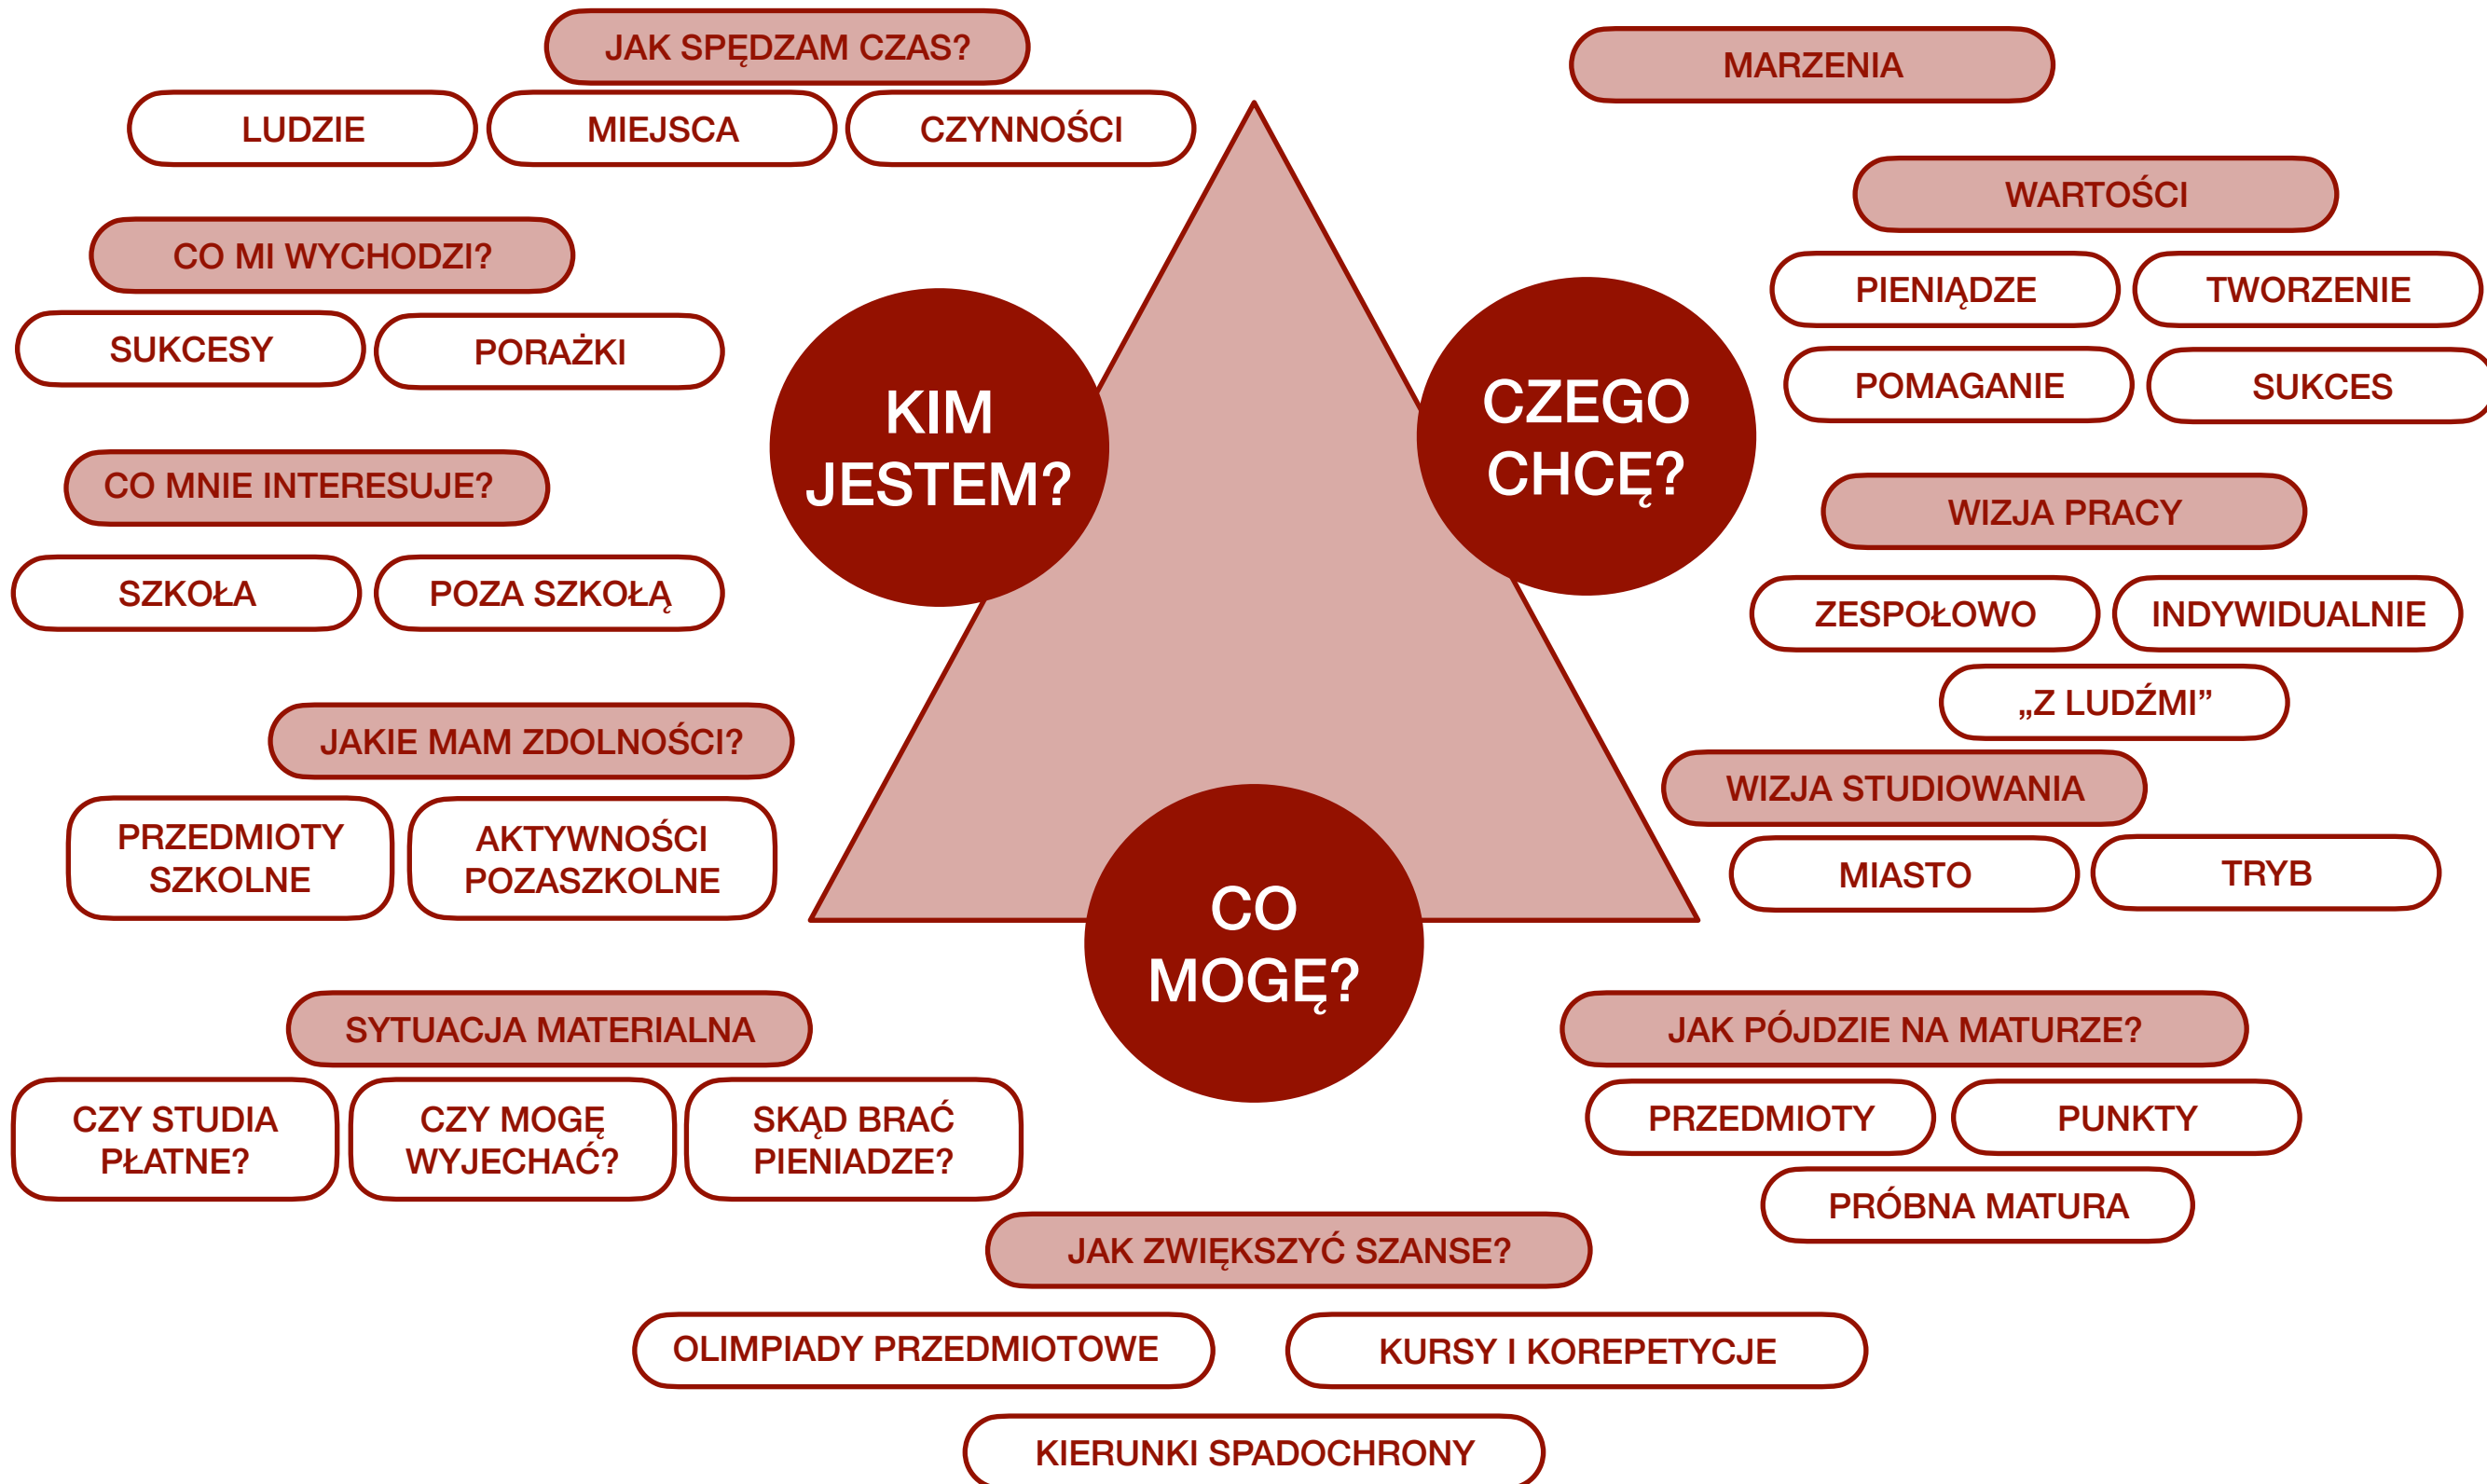 JAK SPĘDZAM CZAS?
LUDZIE
MIEJSCA
CZYNNOŚCI
CO MI WYCHODZI?
SUKCESY
PORAŻKI
CO MNIE INTERESUJE?
SZKOŁA
POZA SZKOŁĄ
JAKIE MAM ZDOLNOŚCI?
PRZEDMIOTY
SZKOLNE
AKTYWNOŚCI
POZASZKOLNE
KIM
JESTEM?
MARZENIA
WARTOŚCI
PIENIĄDZE
TWORZENIE
POMAGANIE
SUKCES
WIZJA PRACY
ZESPOŁOWO
INDYWIDUALNIE
„Z LUDŹMI”
WIZJA STUDIOWANIA
MIASTO
TRYB
CZEGO
CHCĘ?
CO
MOGĘ?
SYTUACJA MATERIALNA
CZY STUDIA
PŁATNE?
CZY MOGĘ
WYJECHAĆ?
SKĄD BRAĆ
PIENIADZE?
JAK PÓJDZIE NA MATURZE?
PRZEDMIOTY
PUNKTY
PRÓBNA MATURA
JAK ZWIĘKSZYĆ SZANSE?
OLIMPIADY PRZEDMIOTOWE
KURSY I KOREPETYCJE
KIERUNKI SPADOCHRONY